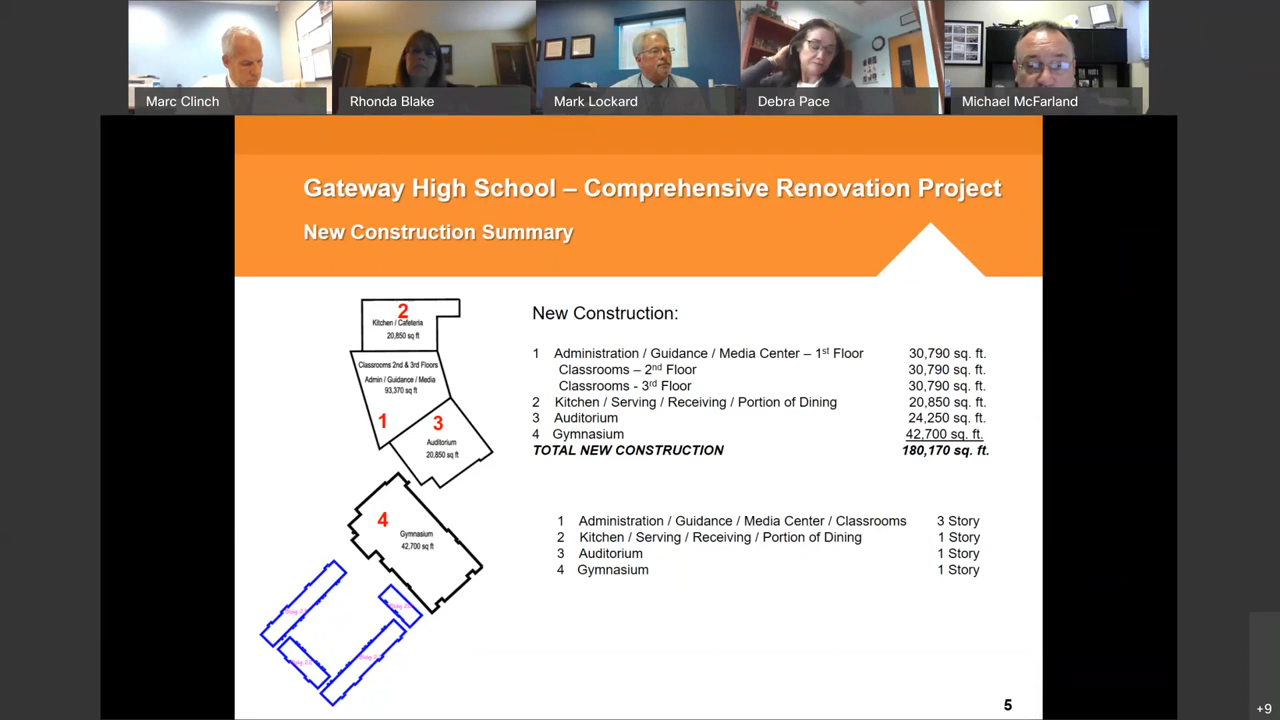 Marc Clinch
Rhonda Blake
Mark Lockard
Debra Pace
Michael McFarland
Gateway High School – Comprehensive Renovation Project
New Construction Summary
2
Kitchen / Cafeteria
20,850 sq ft
Classrooms 2nd & 3rd Floors
Admin / Guidance / Media
93,370 sq ft
1
3
Auditorium
20,850 sq ft
4
Gymnasium
42,700 sq ft
New Construction:
1 Administration / Guidance / Media Center – 1st Floor 30,790 sq. ft.
Classrooms – 2nd Floor 30,790 sq. ft.
Classrooms - 3rd Floor 30,790 sq. ft.
2 Kitchen / Serving / Receiving / Portion of Dining 20,850 sq. ft.
3 Auditorium 24,250 sq. ft.
4 Gymnasium 42,700 sq. ft.
TOTAL NEW CONSTRUCTION 180,170 sq. ft.
1 Administration / Guidance / Media Center / Classrooms 3 Story
2 Kitchen / Serving / Receiving / Portion of Dining 1 Story
3 Auditorium 1 Story
4 Gymnasium 1 Story
5
+9